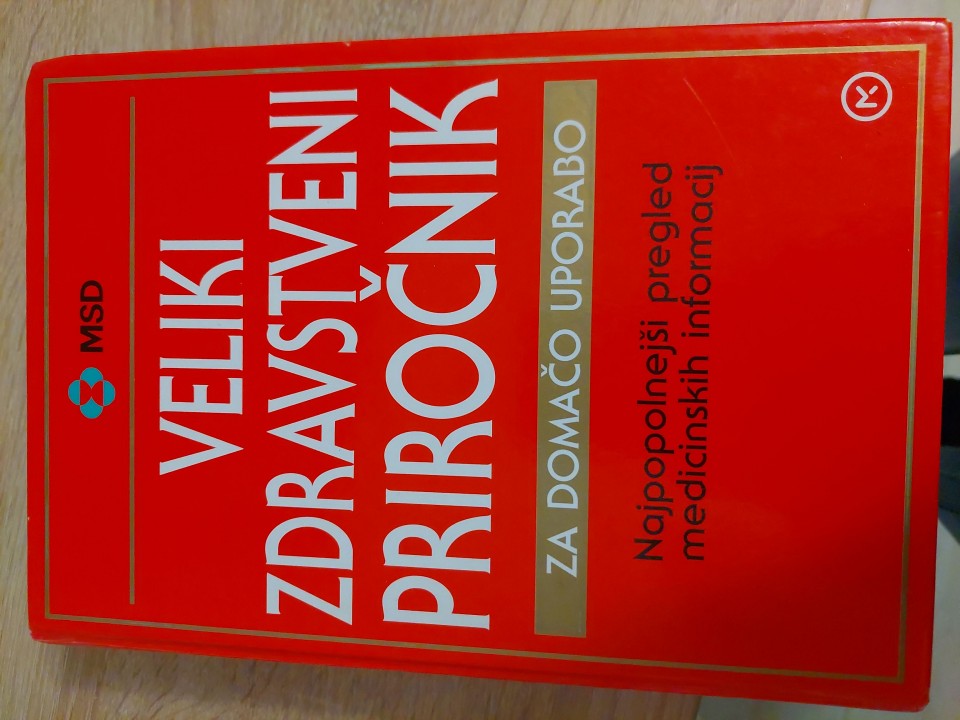 MSD
VELIKI
ZDRAVSTVENI
PRIROČNIK
ZA DOMAČO UPORABO
Najpopolnejši pregled
medicinskih informacij